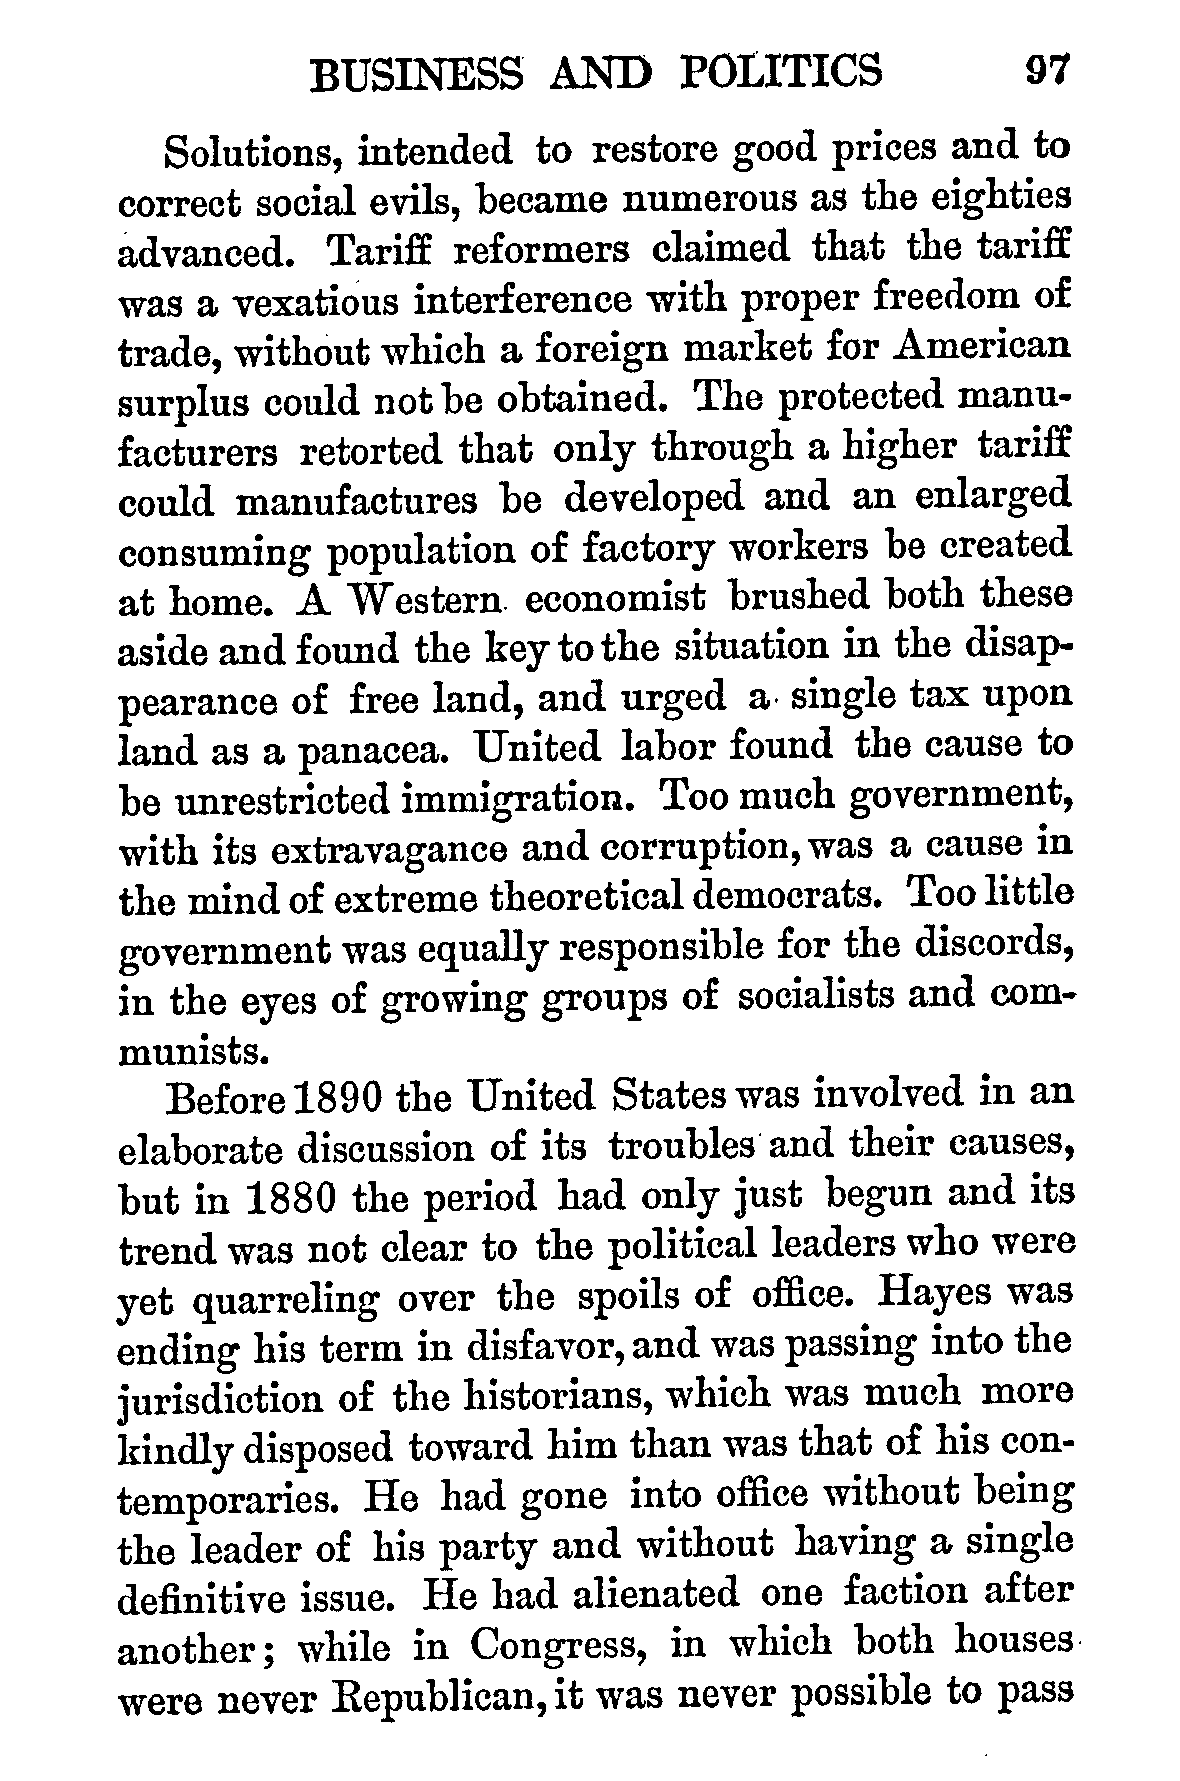 BUSINESS AND POLITICS 97
Solutions, intended to restore good prices and to
correct social evils, became numerous as the eighties
advanced. Tariff reformers claimed that the tariff
was a vexatious interference with proper freedom of
trade, without which a foreign market for American
surplus could not be obtained. The protected manu-
facturers retorted that only through a higher tariff
could manufactures be developed and an enlarged
consuming population of factory workers be created
at home. A Western economist brushed both these
aside and found the key to the situation in the disap-
pearance of free land, and urged a single tax upon
land as a panacea. United labor found the cause to
be unrestricted immigration. Too much government,
with its extravagance and corruption, was a cause in
the mind of extreme theoretical democrats. Too little
government was equally responsible for the discords,
in the eyes of growing groups of socialists and com-
munists.
Before 1890 the United States was involved in an
elaborate discussion of its troubles and their causes,
but in 1880 the period had only just begun and its
trend was not clear to the political leaders who were
yet quarreling over the spoils of office. Hayes was
ending his term in disfavor, and was passing into the
jurisdiction of the historians, which was much more
kindly disposed toward him than was that of his con-
temporaries. He had gone into office without being
the leader of his party and without having a single
definitive issue. He had alienated one faction after
another; while in Congress, in which both houses
were never Republican, it was never possible to pass